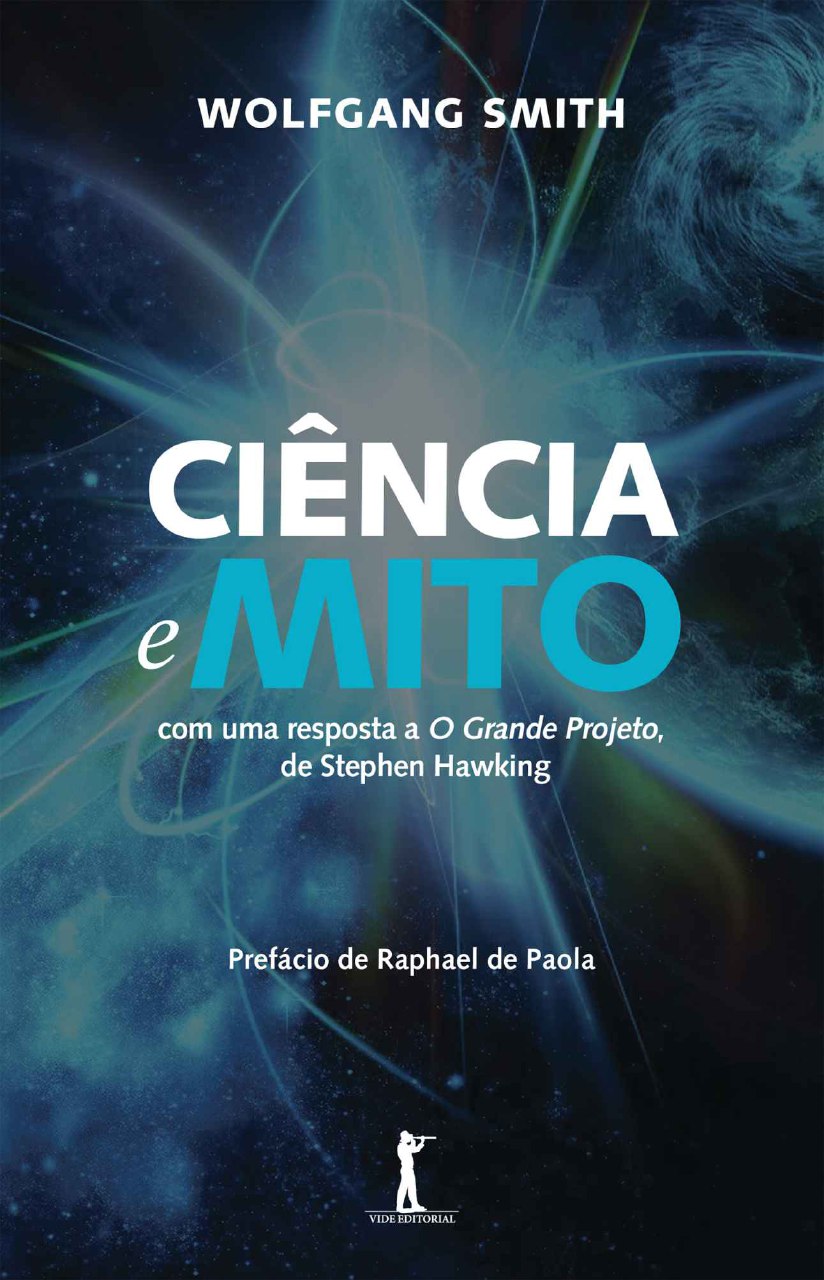 WOLFGANG SMITH
CIÊNCIA
e MITO
com uma resposta a O Grande Projeto,
de Stephen Hawking
Prefácio de Raphael de Paola
VIDE EDITORIAL